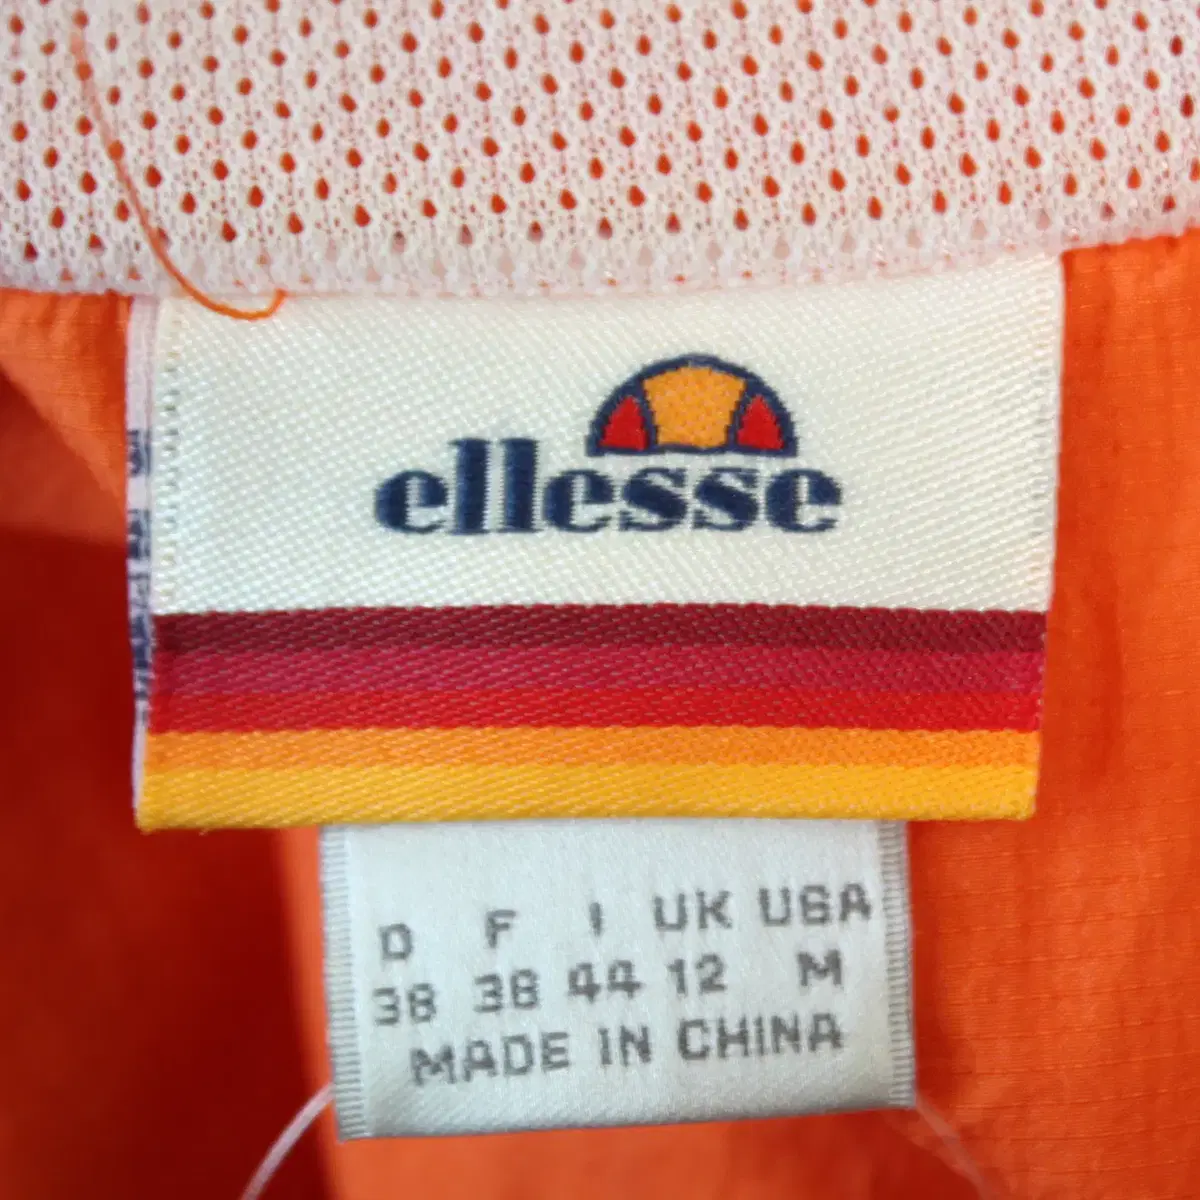 ellesse
D F I UK USA
38 38 44 12 M
MADE IN CHINA